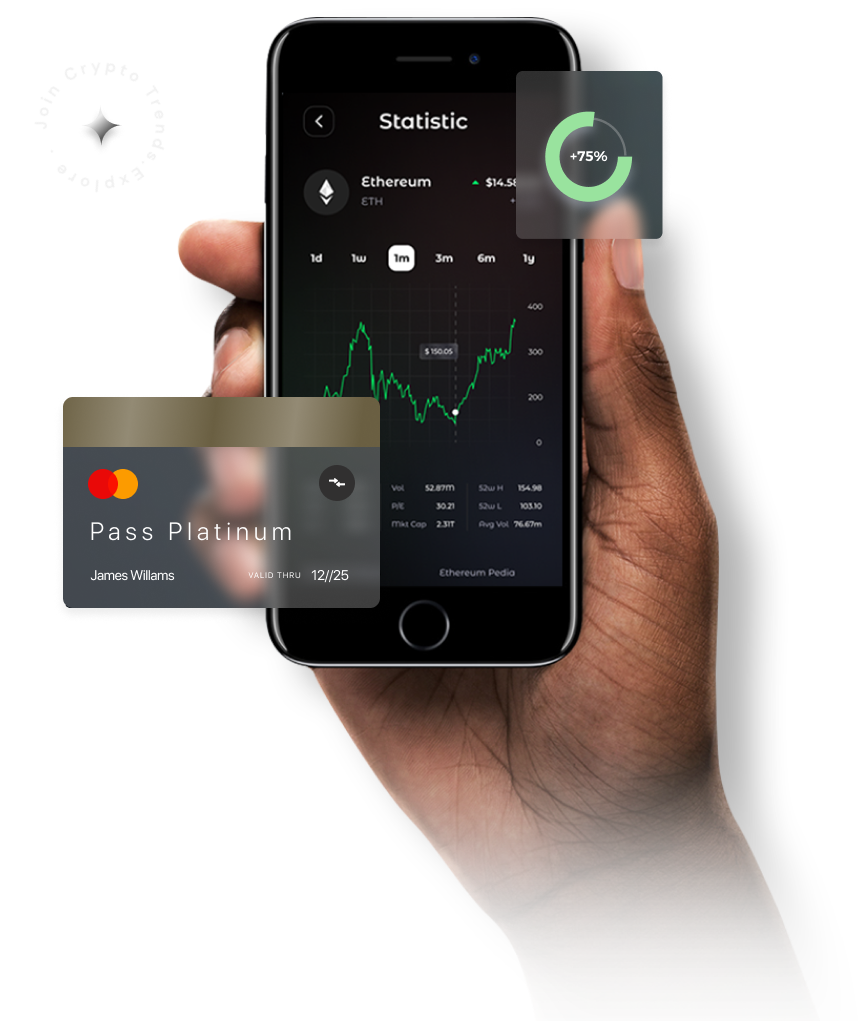 Join Crypto Trends.Explore .
Statistic
+75%
Ethereum
$14.58
ETH
+
1d 1w 1m 3m 6m 1y
400
$ 150.05
300
200
0
Vol. 52.87M 52w H 154.98
P/E 30.21 52w L 103.10
Mkt Cap 2.31T Avg Vol 76.67m
Ethereum Pedia
Pass Platinum
James Willams VALID THRU 12//25